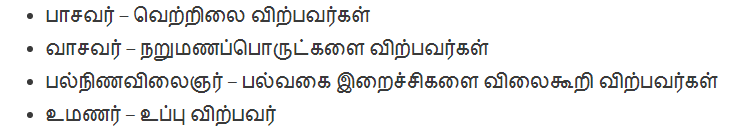 • பாசவர் – வெற்றிலை விற்பவர்கள்
• வாசவர் – நறுமணப்பொருட்களை விற்பவர்கள்
• பல்நிணவிலைஞர் – பல்வகை இறைச்சிகளை விலைகூறி விற்பவர்கள்
• உமணர் – உப்பு விற்பவர்